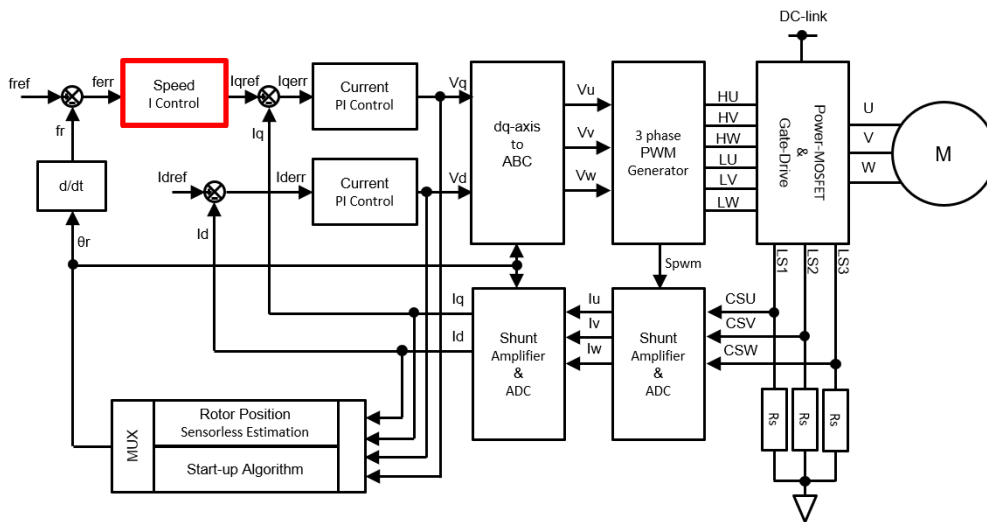 DC-link
fref
ferr
Speed
I Control
Iqref
Iqerr
Current
PI Control
Vq
dq-axis
to
ABC
Vu
Vv
Vw
3 phase
PWM
Generator
HU
HV
HW
LU
LV
LW
Power-MOSFET
&
Gate-Drive
U
V
W
M
fr
Iq
d/dt
Idref
Iderr
Current
PI Control
Vd
Id
θr
Spwm
LS1
LS2
LS3
Iq
Id
Shunt
Amplifier
&
ADC
Iu
Iv
Iw
Shunt
Amplifier
&
ADC
CSU
CSV
CSW
Rs
Rs
Rs
MUX
Rotor Position
Sensorless Estimation
Start-up Algorithm